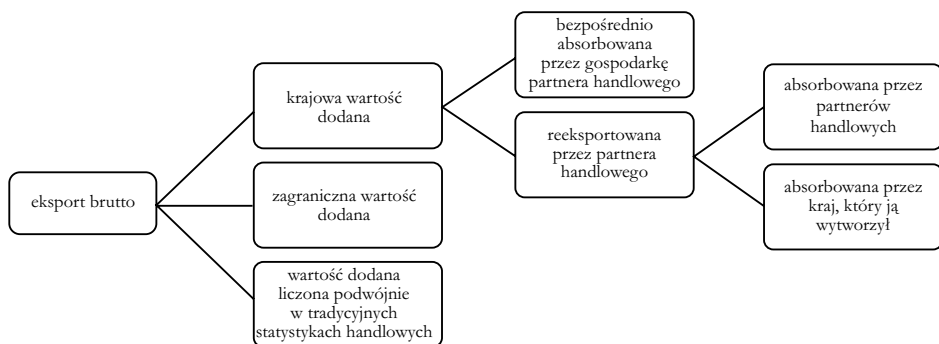 eksport brutto
krajowa wartość
dodana
zagraniczna wartość
dodana
wartość dodana
liczona podwójnie
w tradycyjnych
statystykach handlowych
bezpośrednio
absorbowana
przez gospodarkę
partnera handlowego
reeksportowana
przez partnera
handlowego
absorbowana przez
partnerów
handlowych
absorbowana przez
kraj, który ją
wytworzył